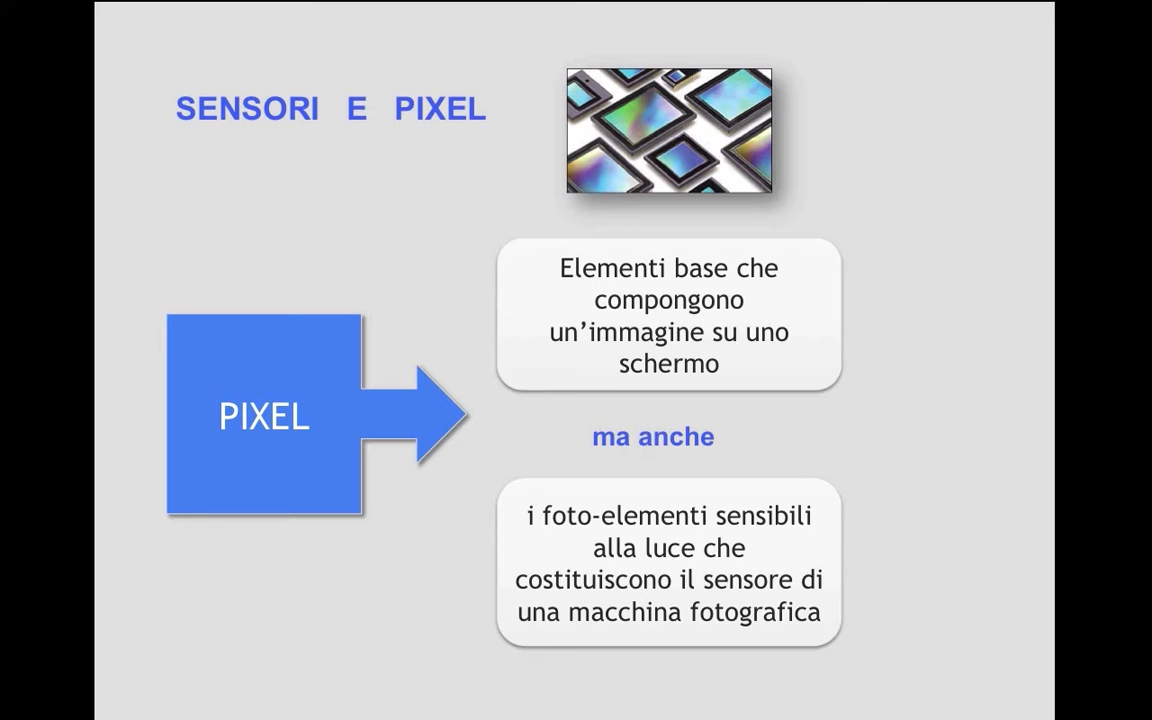 SENSORI E PIXEL
Elementi base che
compongono
un’immagine su uno
schermo
PIXEL
ma anche
i foto-elementi sensibili
alla luce che
costituiscono il sensore di
una macchina fotografica